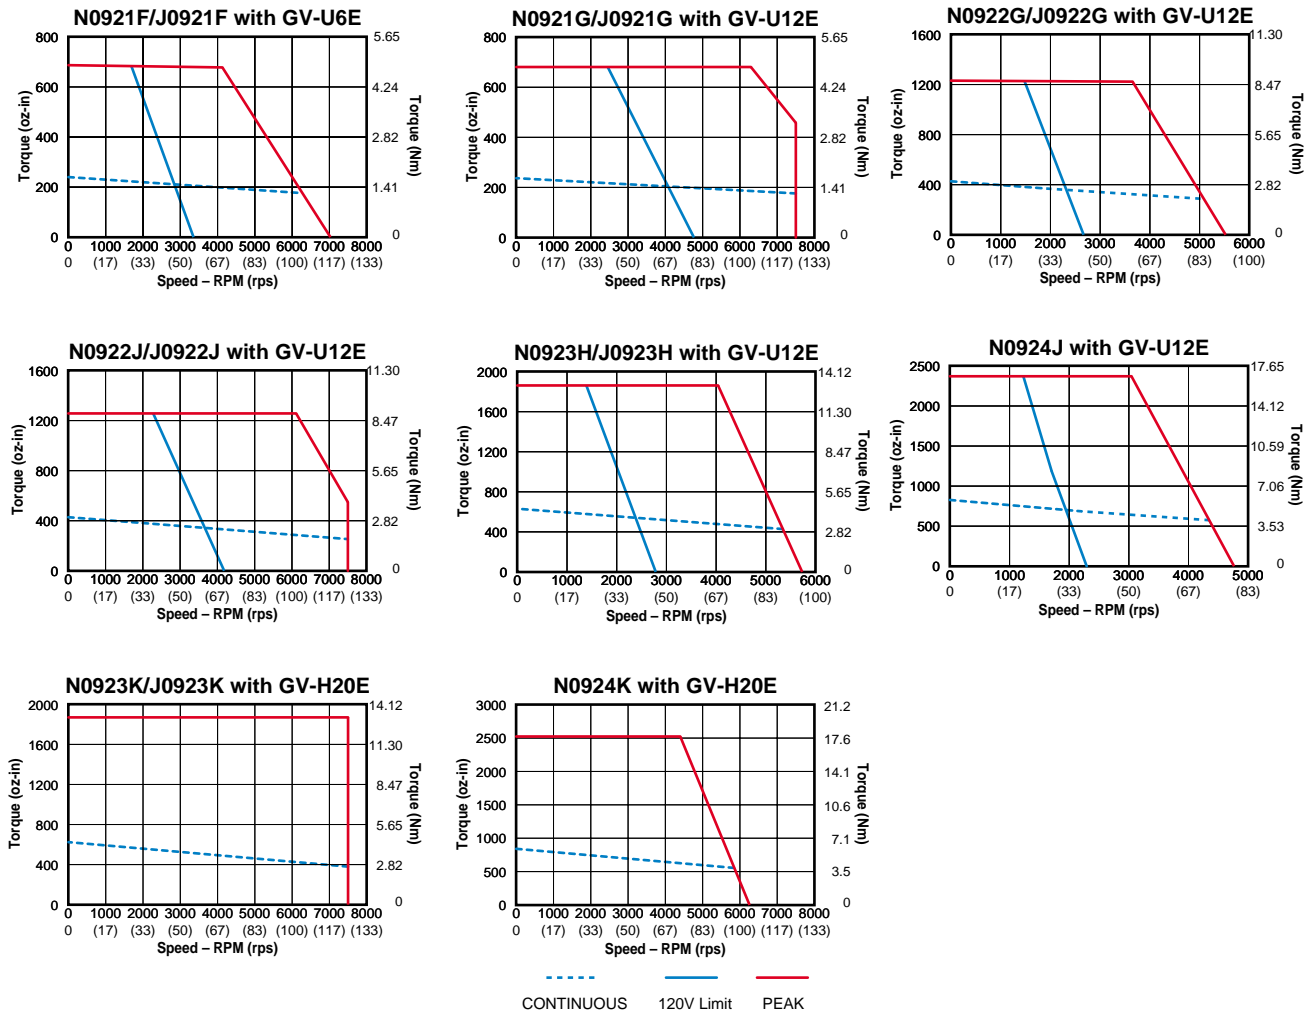 N0921F/J0921F with GV-U6E
800
600
400
200
0
Torque (oz-in)
5.65
4.24
2.82
1.41
0
Torque (Nm)
0 1000 2000 3000 4000 5000 6000 7000 8000
0 (17) (33) (50) (67) (83) (100) (117) (133)
Speed – RPM (rps)
N0921G/J0921G with GV-U12E
800
600
400
200
0
Torque (oz-in)
5.65
4.24
2.82
1.41
0
Torque (Nm)
0 1000 2000 3000 4000 5000 6000 7000 8000
0 (17) (33) (50) (67) (83) (100) (117) (133)
Speed – RPM (rps)
N0922G/J0922G with GV-U12E
1600
1200
800
400
0
Torque (oz-in)
11.30
8.47
5.65
2.82
0
Torque (Nm)
0 1000 2000 3000 4000 5000 6000
0 (17) (33) (50) (67) (83) (100)
Speed – RPM (rps)
N0922J/J0922J with GV-U12E
1600
1200
800
400
0
Torque (oz-in)
11.30
8.47
5.65
2.82
0
Torque (Nm)
0 1000 2000 3000 4000 5000 6000 7000 8000
0 (17) (33) (50) (67) (83) (100) (117) (133)
Speed – RPM (rps)
N0923H/J0923H with GV-U12E
2000
1600
1200
800
400
0
Torque (oz-in)
14.12
11.30
8.47
5.65
2.82
0
Torque (Nm)
0 1000 2000 3000 4000 5000 6000
0 (17) (33) (50) (67) (83) (100)
Speed – RPM (rps)
N0924J with GV-U12E
2500
2000
1500
1000
500
0
Torque (oz-in)
17.65
14.12
10.59
7.06
3.53
0
Torque (Nm)
0 1000 2000 3000 4000 5000
0 (17) (33) (50) (67) (83)
Speed – RPM (rps)
N0923K/J0923K with GV-H20E
2000
1600
1200
800
400
0
Torque (oz-in)
14.12
11.30
8.47
5.65
2.82
0
Torque (Nm)
0 1000 2000 3000 4000 5000 6000 7000 8000
0 (17) (33) (50) (67) (83) (100) (117) (133)
Speed – RPM (rps)
N0924K with GV-H20E
3000
2500
2000
1500
1000
500
0
Torque (oz-in)
21.2
17.6
14.1
10.6
7.1
3.5
0
Torque (Nm)
0 1000 2000 3000 4000 5000 6000 7000 8000
0 (17) (33) (50) (67) (83) (100) (117) (133)
Speed – RPM (rps)
CONTINUOUS 120V Limit PEAK